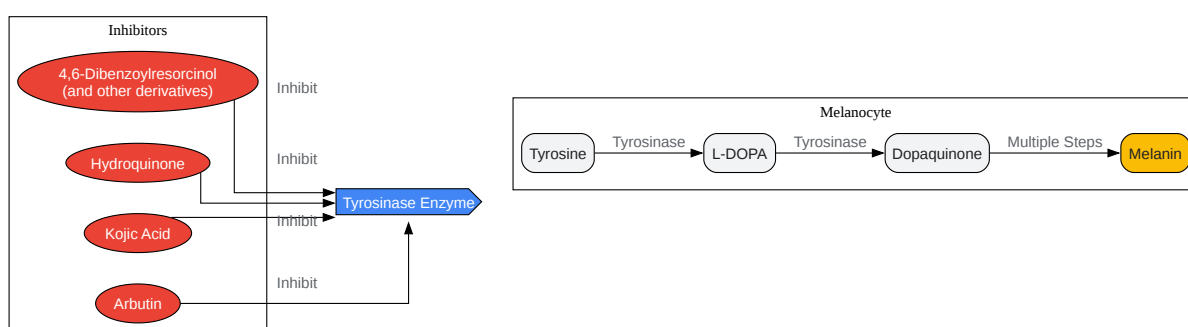 Inhibitors
4,6-Dibenzoylresorcinol
(and other derivatives)
Inhibit
Hydroquinone
Inhibit
Kojic Acid
Inhibit
Arbutin
Inhibit
Tyrosinase Enzyme
Melanocyte
Tyrosine
Tyrosinase
L-DOPA
Tyrosinase
Dopaquinone
Multiple Steps
Melanin